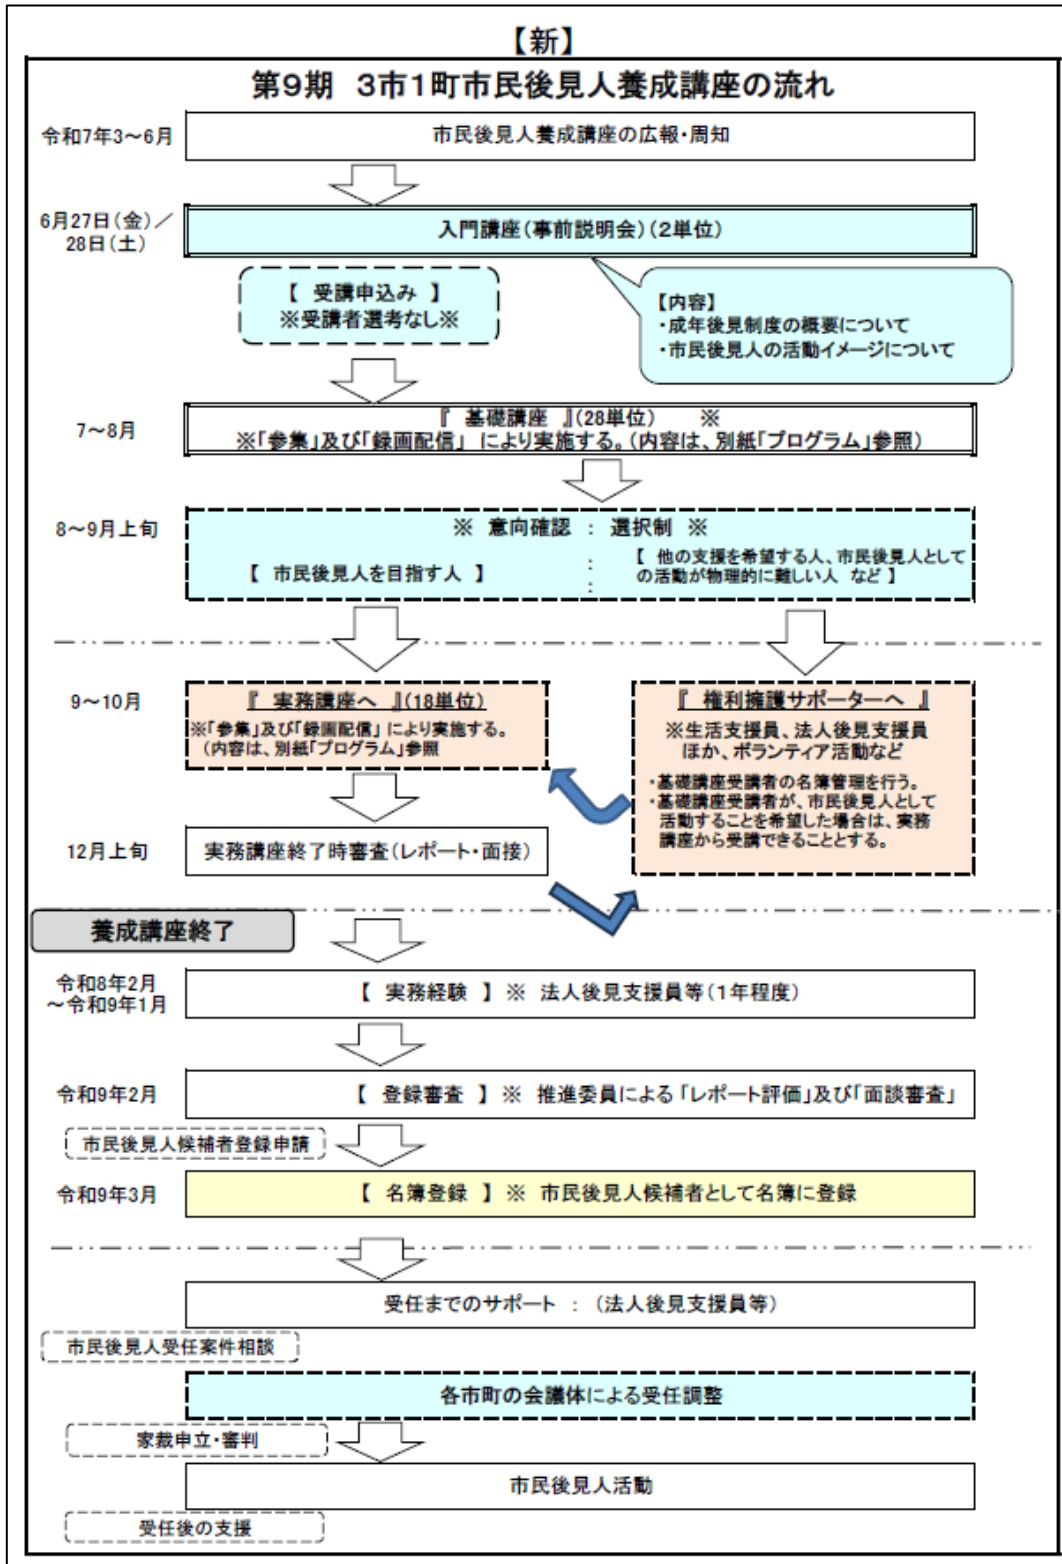 【新】
第9期 3市1町市民後見人養成講座の流れ
令和7年3～6月
市民後見人養成講座の広報・周知
6月27日(金)／
28日(土)
入門講座(事前説明会)(2単位)
【 受講申込み 】
※受講者選考なし※
【内容】
・成年後見制度の概要について
・市民後見人の活動イメージについて
7～8月
『 基礎講座 』(28単位) ※
※「参集」及び「録画配信」 により実施する。(内容は、別紙「プログラム」参照)
8～9月上旬
※ 意向確認 : 選択制 ※
【 市民後見人を目指す人 】
:
:
【 他の支援を希望する人、市民後見人として
の活動が物理的に難しい人 など 】
9～10月
『 実務講座へ 』(18単位)
※「参集」及び「録画配信」 により実施する。
(内容は、別紙「プログラム」参照
『 権利擁護サポーターへ 』
※生活支援員、法人後見支援員
ほか、ボランティア活動など
・基礎講座受講者の名簿管理を行う。
・基礎講座受講者が、市民後見人として
活動することを希望した場合は、実務
講座から受講できることとする。
12月上旬
実務講座終了時審査(レポート・面接)
養成講座終了
令和8年2月
～令和9年1月
【 実務経験 】※ 法人後見支援員等(1年程度)
令和9年2月
【 登録審査 】※ 推進委員による「レポート評価」及び「面談審査」
市民後見人候補者登録申請
令和9年3月
【 名簿登録 】※ 市民後見人候補者として名簿に登録
受任までのサポート : (法人後見支援員等)
市民後見人受任案件相談
各市町の会議体による受任調整
家裁申立・審判
市民後見人活動
受任後の支援